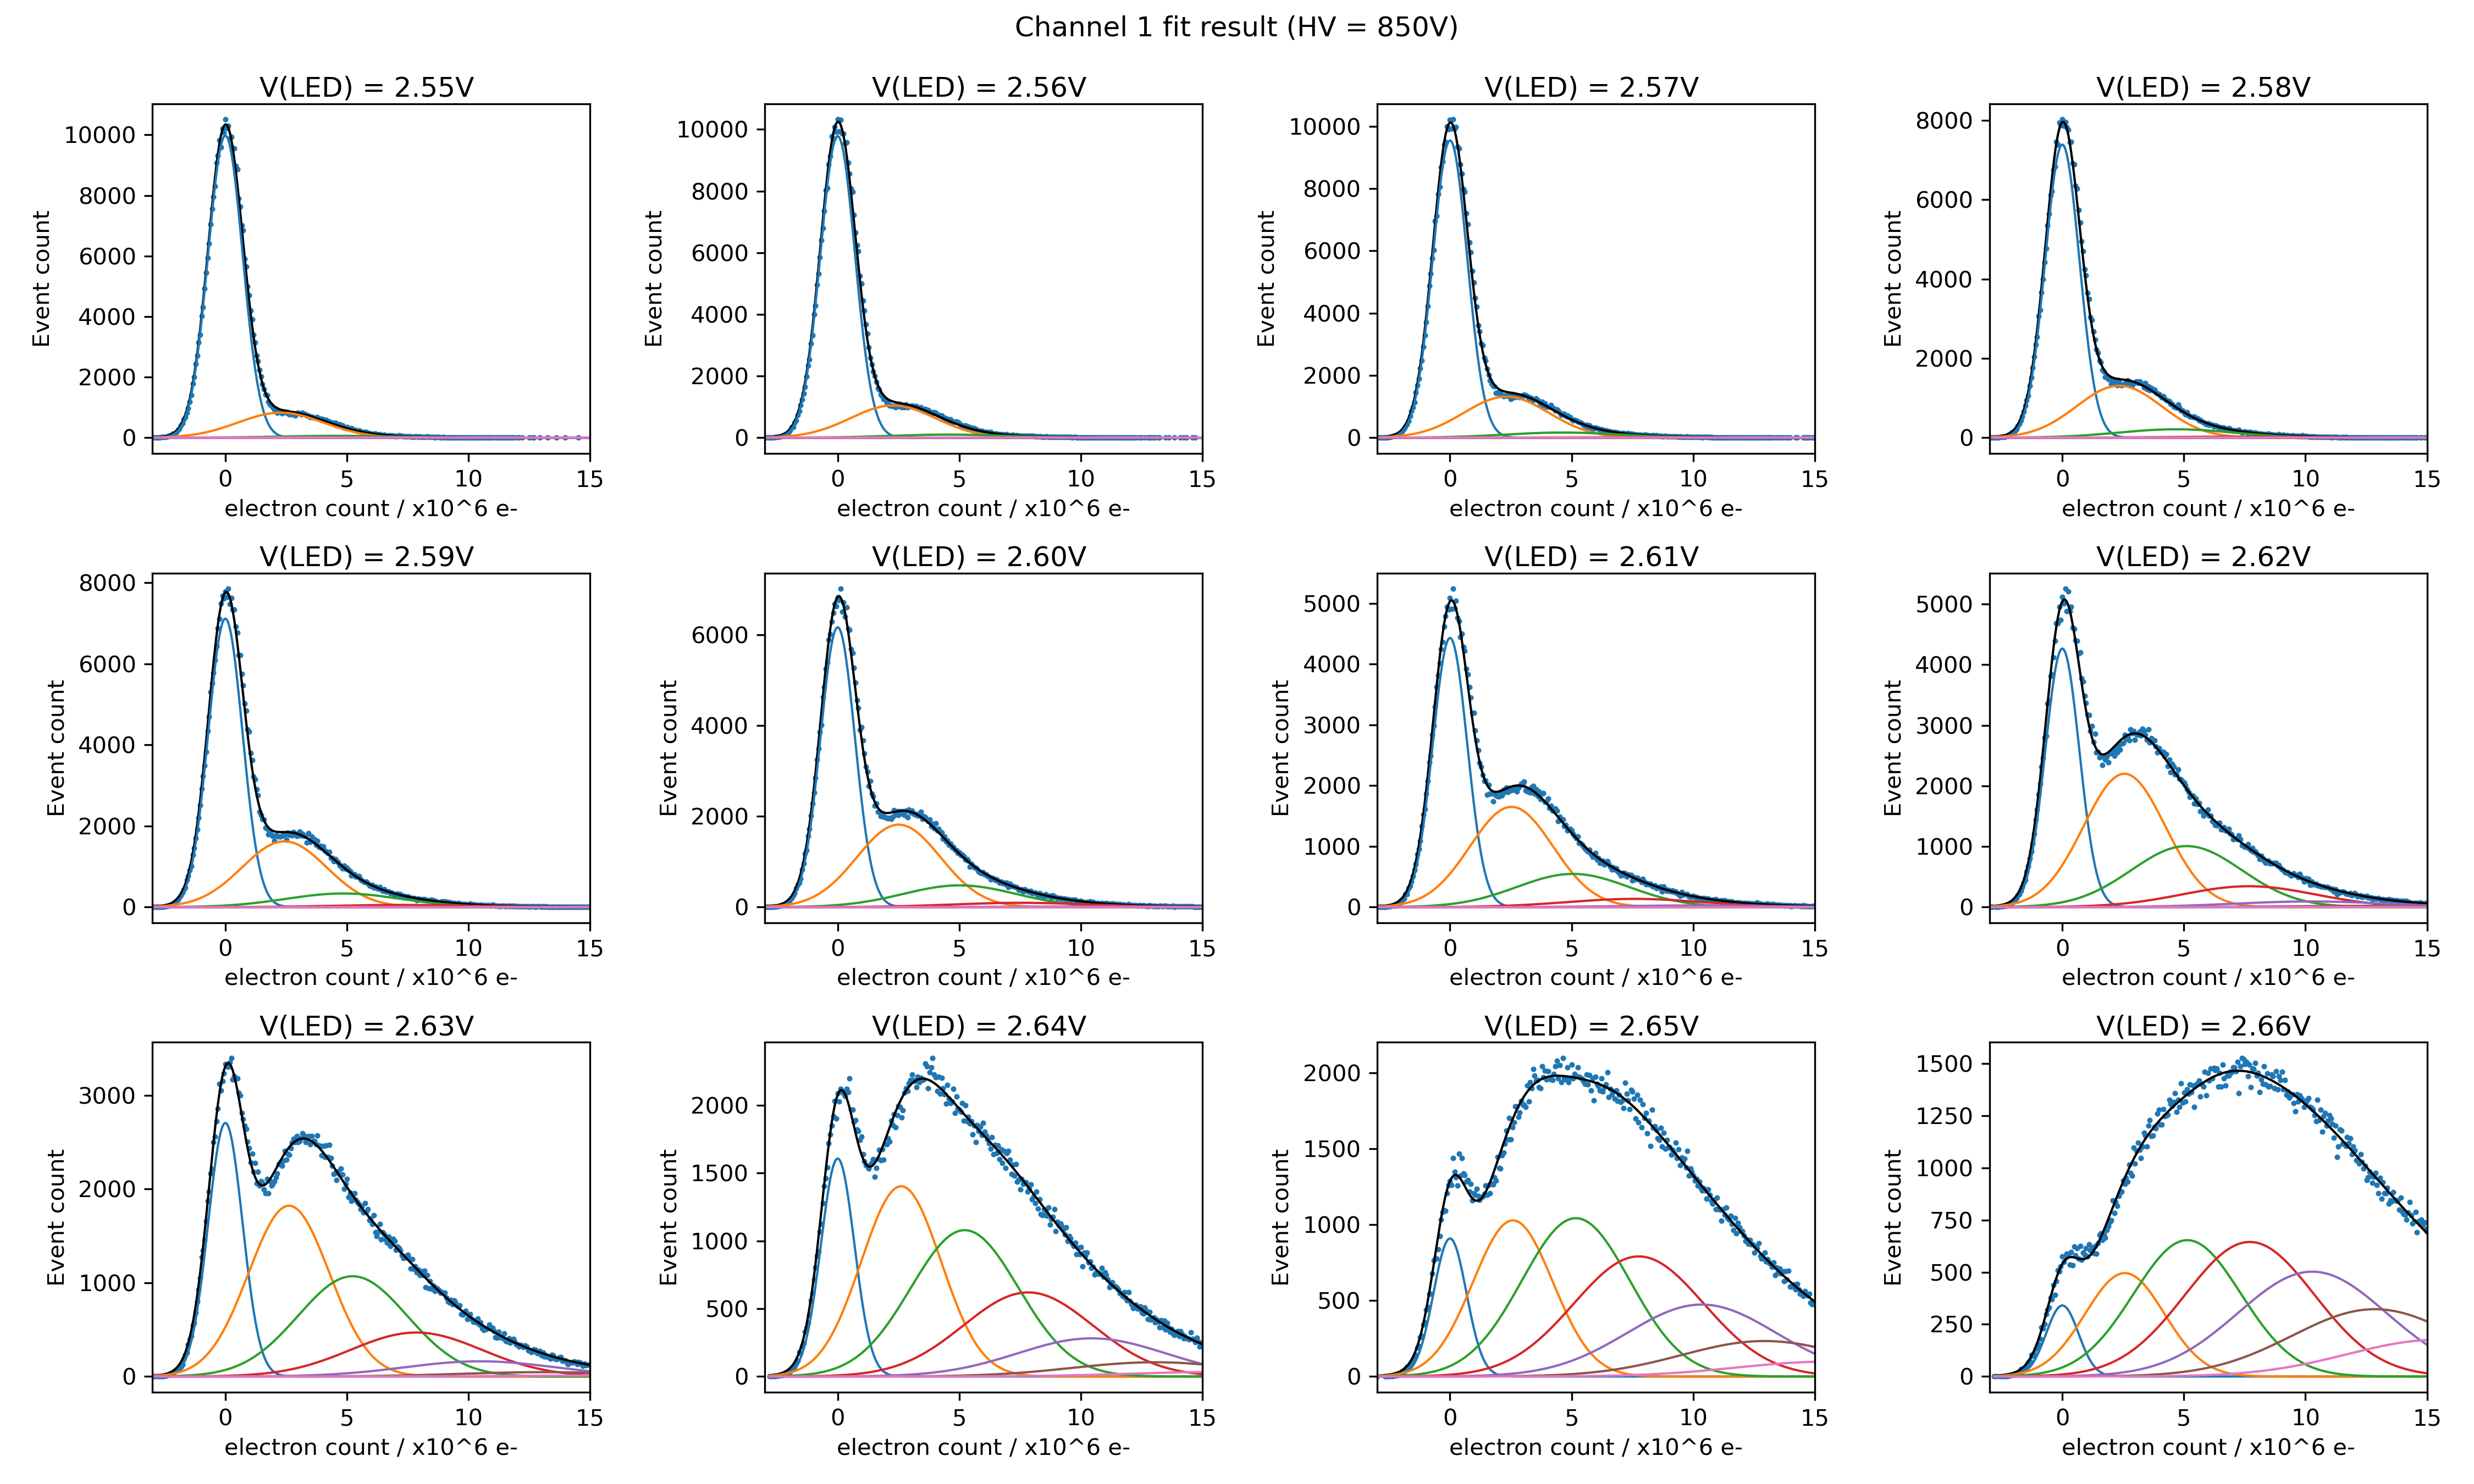 Channel 1 fit result (HV = 850V)
V(LED) = 2.55V
Event count
10000
8000
6000
4000
2000
0
0 5 10 15
electron count / x10^6 e-
V(LED) = 2.56V
Event count
10000
8000
6000
4000
2000
0
0 5 10 15
electron count / x10^6 e-
V(LED) = 2.57V
Event count
10000
8000
6000
4000
2000
0
0 5 10 15
electron count / x10^6 e-
V(LED) = 2.58V
Event count
8000
6000
4000
2000
0
0 5 10 15
electron count / x10^6 e-
V(LED) = 2.59V
Event count
8000
6000
4000
2000
0
0 5 10 15
electron count / x10^6 e-
V(LED) = 2.60V
Event count
6000
4000
2000
0
0 5 10 15
electron count / x10^6 e-
V(LED) = 2.61V
Event count
5000
4000
3000
2000
1000
0
0 5 10 15
electron count / x10^6 e-
V(LED) = 2.62V
Event count
5000
4000
3000
2000
1000
0
0 5 10 15
electron count / x10^6 e-
V(LED) = 2.63V
Event count
3000
2000
1000
0
0 5 10 15
electron count / x10^6 e-
V(LED) = 2.64V
Event count
2000
1500
1000
500
0
0 5 10 15
electron count / x10^6 e-
V(LED) = 2.65V
Event count
2000
1500
1000
500
0
0 5 10 15
electron count / x10^6 e-
V(LED) = 2.66V
Event count
1500
1250
1000
750
500
250
0
0 5 10 15
electron count / x10^6 e-